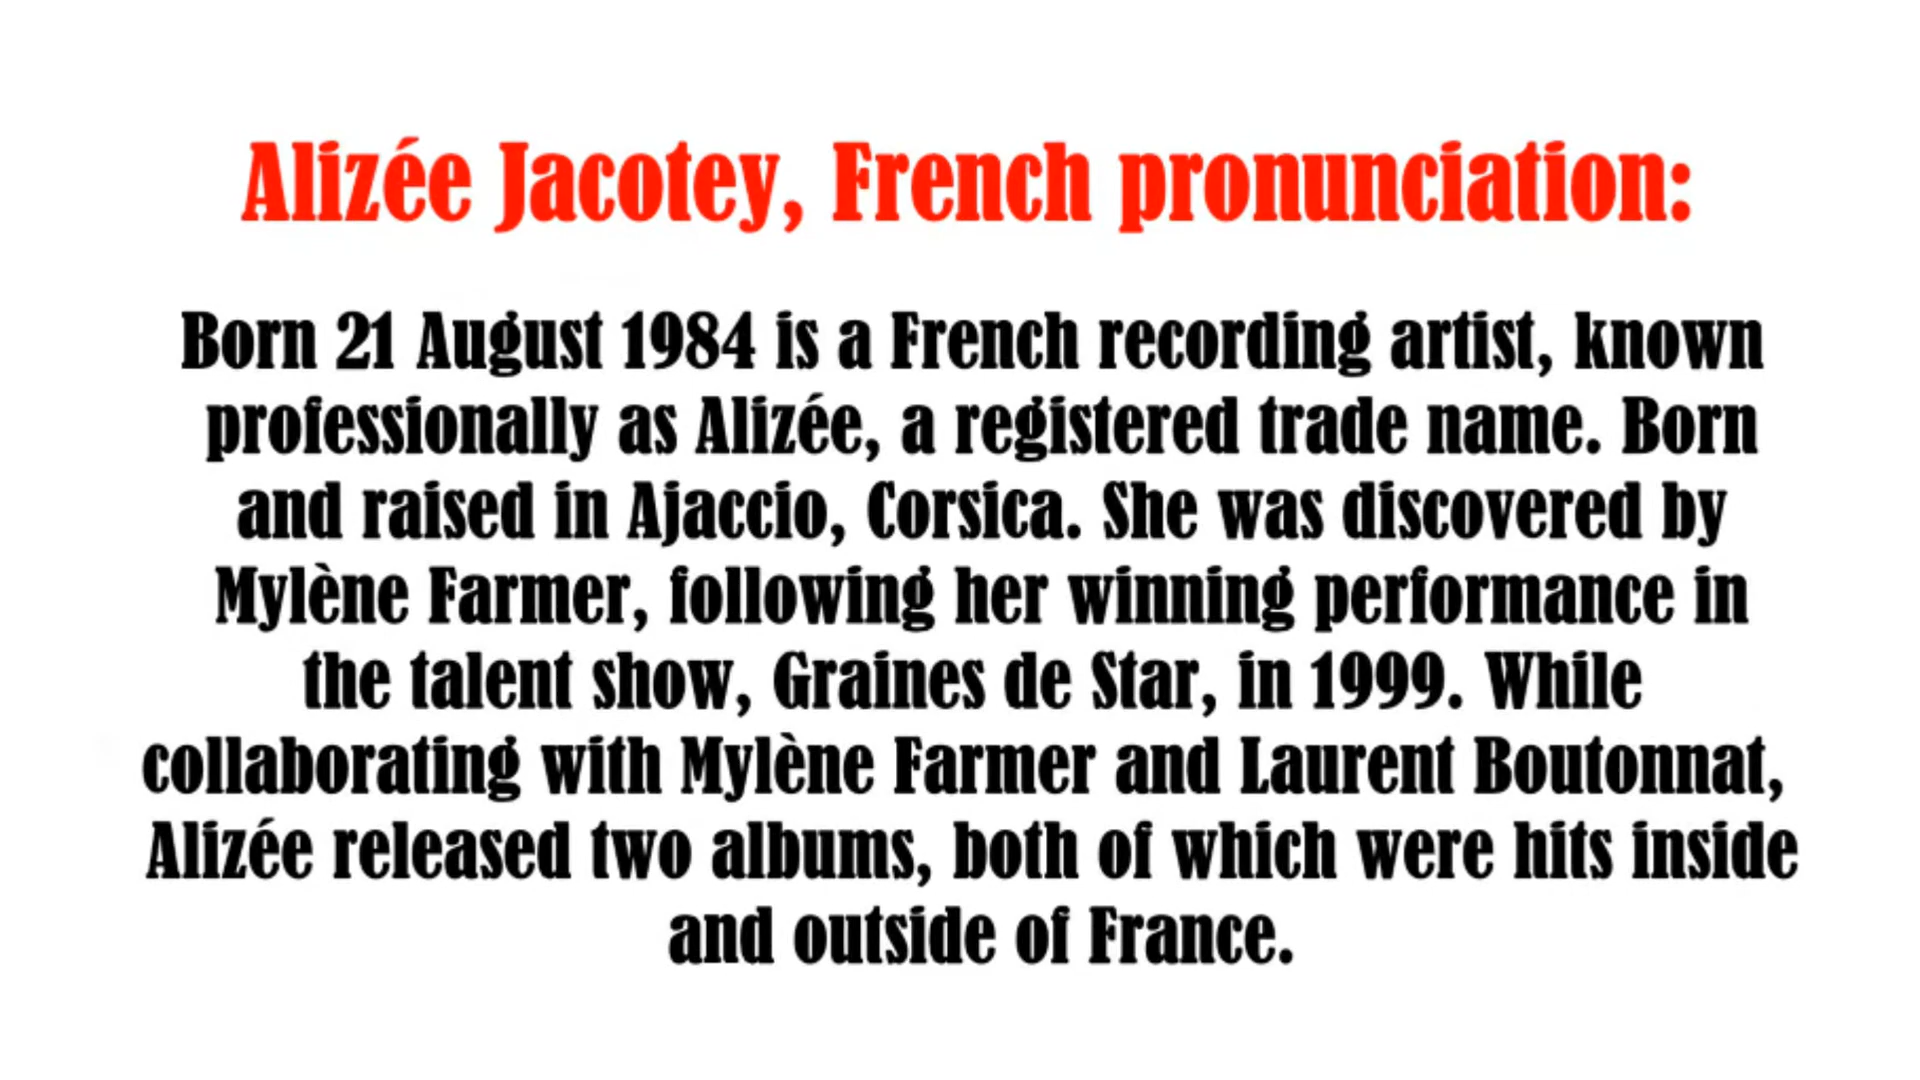 Alizée Jacotey, French pronunciation:
Born 21 August 1984 is a French recording artist, known
professionally as Alizée, a registered trade name. Born
and raised in Ajaccio, Corsica. She was discovered by
Mylène Farmer, following her winning performance in
the talent show, Graines de Star, in 1999. While
collaborating with Mylène Farmer and Laurent Boutonnat,
Alizée released two albums, both of which were hits inside
and outside of France.